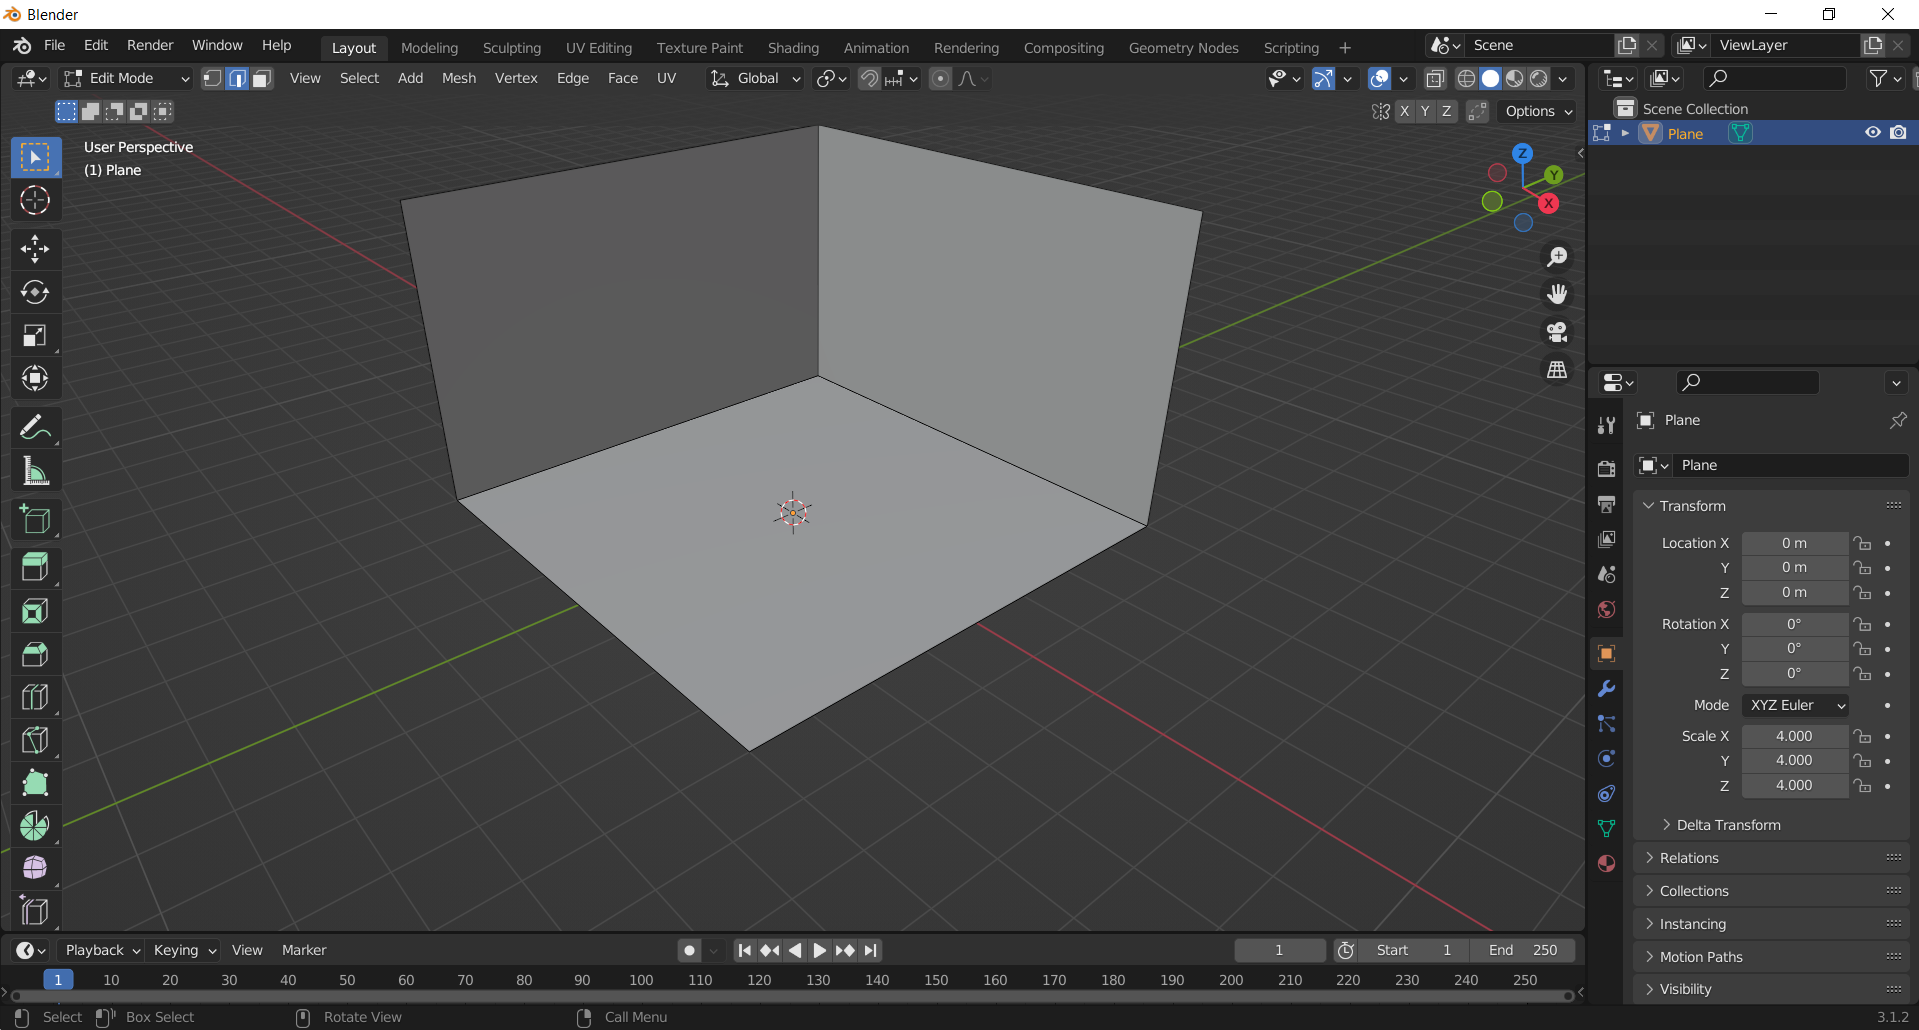 Blender
File Edit Render Window Help Layout Modeling Sculpting UV Editing Texture Paint Shading Animation Rendering Compositing Geometry Nodes Scripting + Scene ViewLayer
Edit Mode View Select Add Mesh Vertex Edge Face UV Global
X Y Z Options
User Perspective
(1) Plane
Z
Y
X
Scene Collection
Plane
Plane
Plane
Transform
Location X 0 m
Y 0 m
Z 0 m
Rotation X 0°
Y 0°
Z 0°
Mode XYZ Euler
Scale X 4.000
Y 4.000
Z 4.000
Delta Transform
Relations
Collections
Instancing
Motion Paths
Visibility
Playback Keying View Marker 1 Start 1 End 250
1 10 20 30 40 50 60 70 80 90 100 110 120 130 140 150 160 170 180 190 200 210 220 230 240 250
Select Box Select Rotate View Call Menu 3.1.2